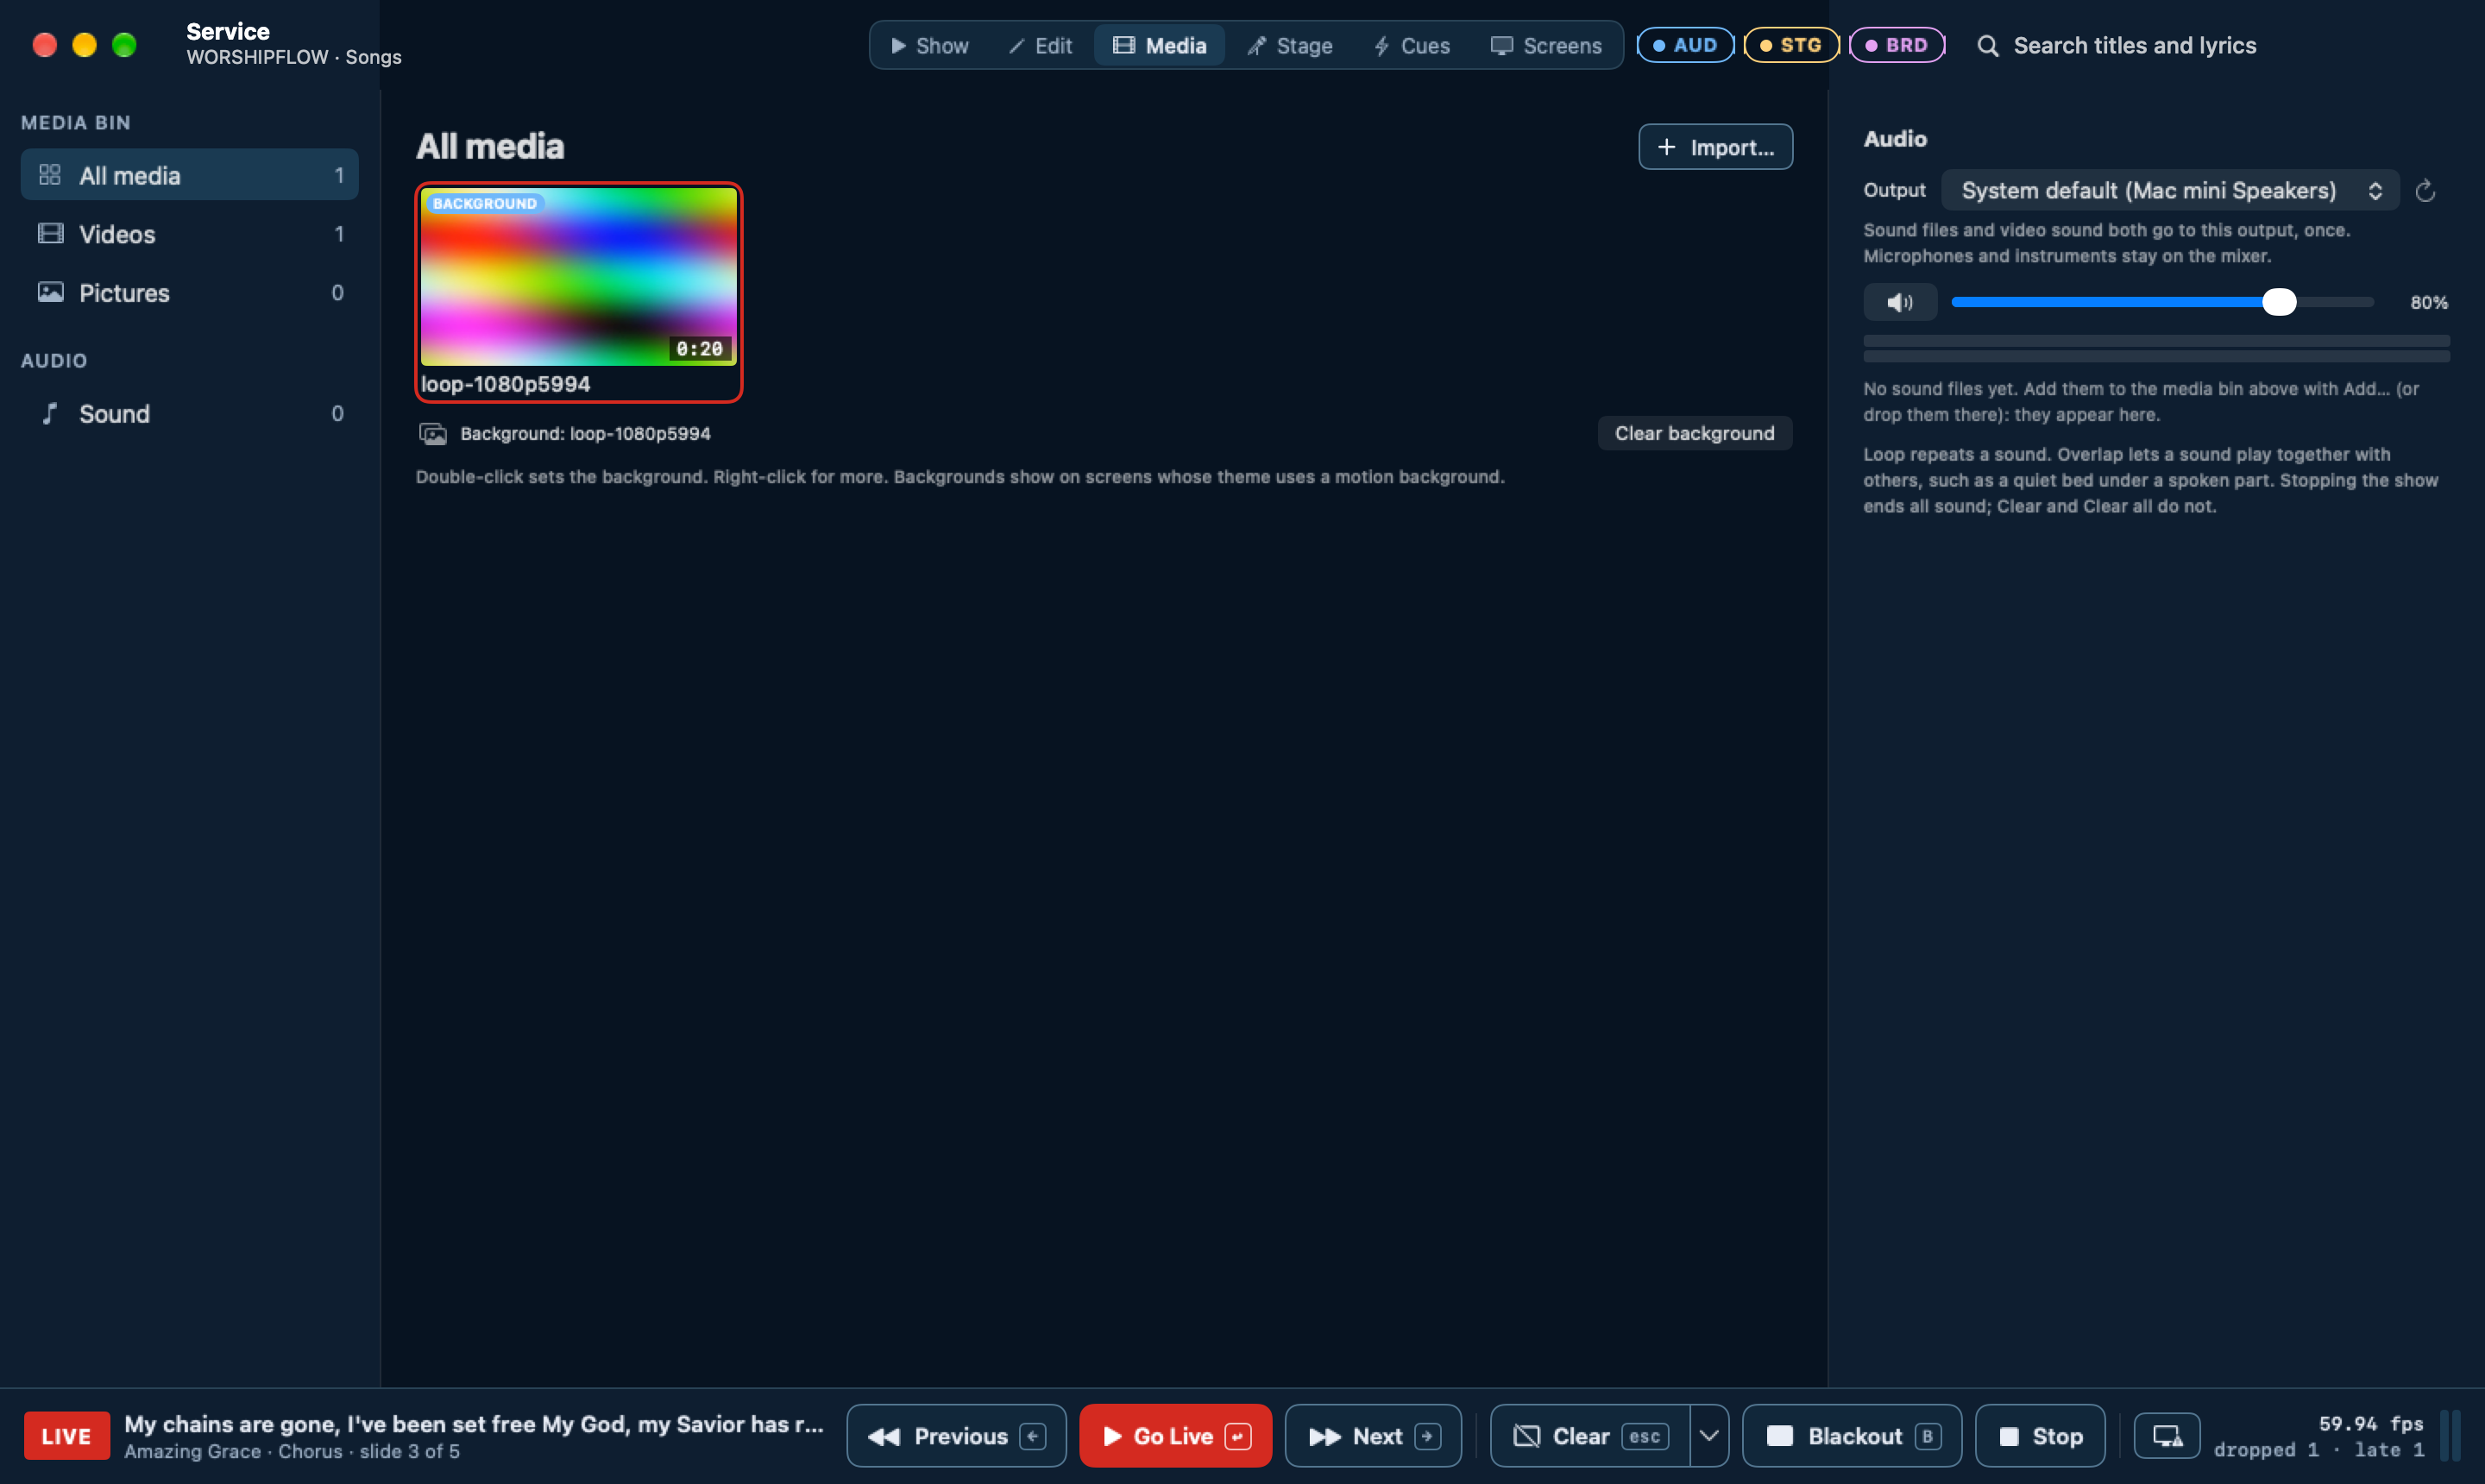 Service
WORSHIPFLOW · Songs
Show
Edit
Media
Stage
Cues
Screens
AUD
STG
BRD
Search titles and lyrics
MEDIA BIN
All media 1
Videos 1
Pictures 0
AUDIO
Sound 0
All media
Import...
BACKGROUND
0:20
loop-1080p5994
Background: loop-1080p5994
Clear background
Double-click sets the background. Right-click for more. Backgrounds show on screens whose theme uses a motion background.
Audio
Output System default (Mac mini Speakers)
Sound files and video sound both go to this output, once.
Microphones and instruments stay on the mixer.
80%
No sound files yet. Add them to the media bin above with Add... (or
drop them there): they appear here.
Loop repeats a sound. Overlap lets a sound play together with
others, such as a quiet bed under a spoken part. Stopping the show
ends all sound; Clear and Clear all do not.
LIVE
My chains are gone, I've been set free My God, my Savior has r...
Amazing Grace · Chorus · slide 3 of 5
Previous
Go Live
Next
Clear esc
Blackout B
Stop
59.94 fps
dropped 1 · late 1